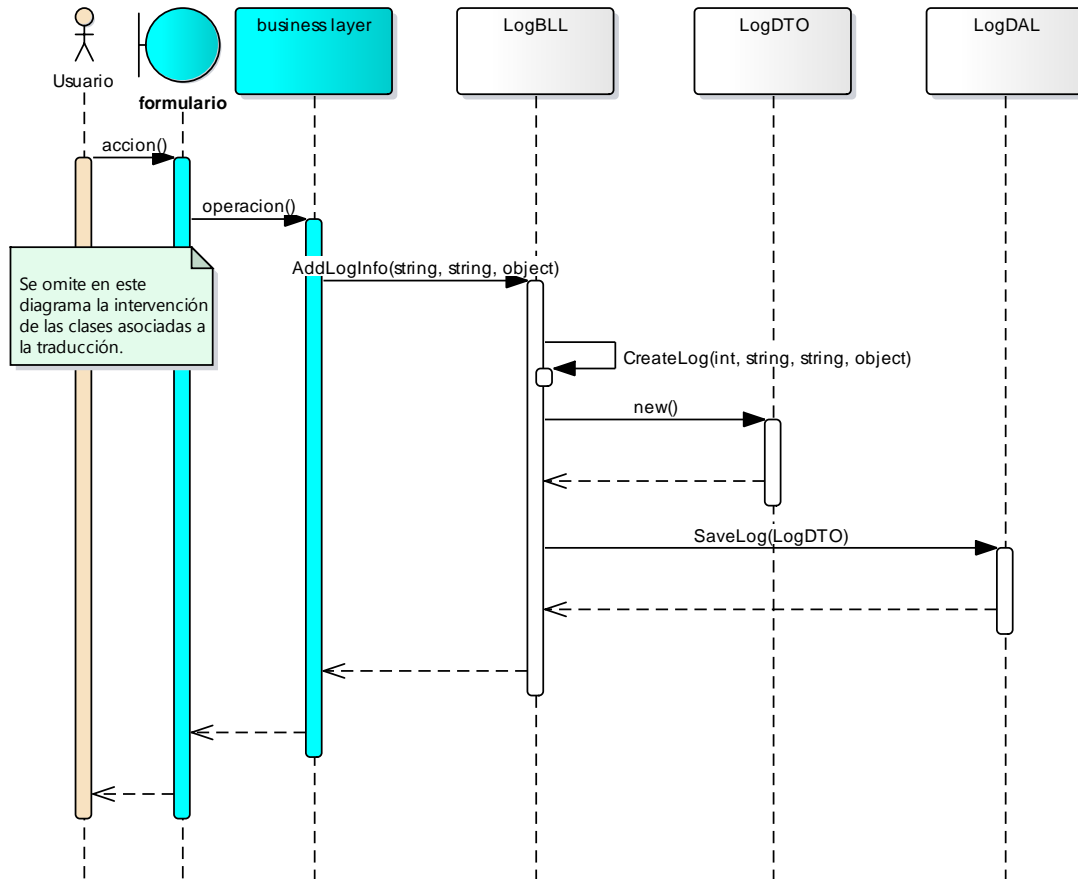 business layer
LogBLL
LogDTO
LogDAL
Usuario
formulario
accion()
operacion()
AddLogInfo(string, string, object)
Se omite en este
diagrama la intervención
de las clases asociadas a
la traducción.
CreateLog(int, string, string, object)
new()
SaveLog(LogDTO)